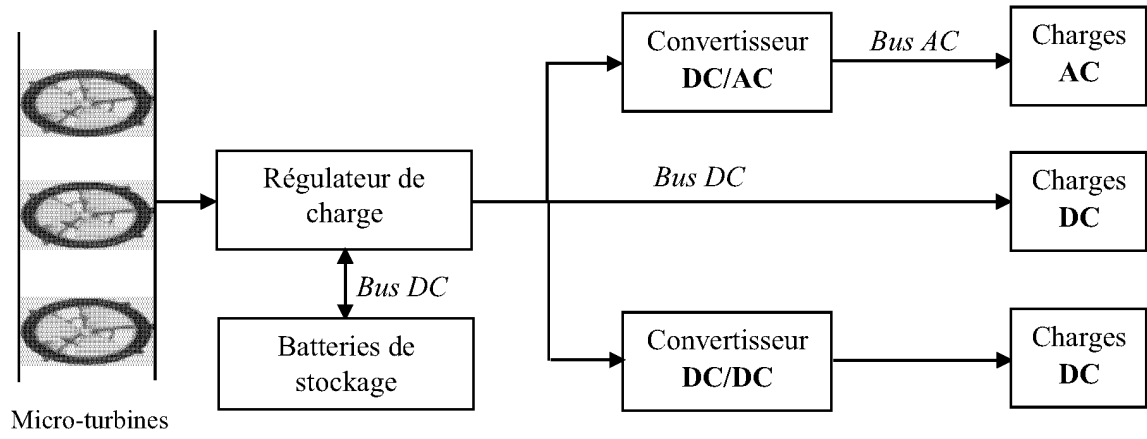 Convertisseur
DC/AC
Bus AC
Charges
AC
Régulateur de
charge
Bus DC
Charges
DC
Bus DC
Batteries de
stockage
Convertisseur
DC/DC
Charges
DC
Micro-turbines